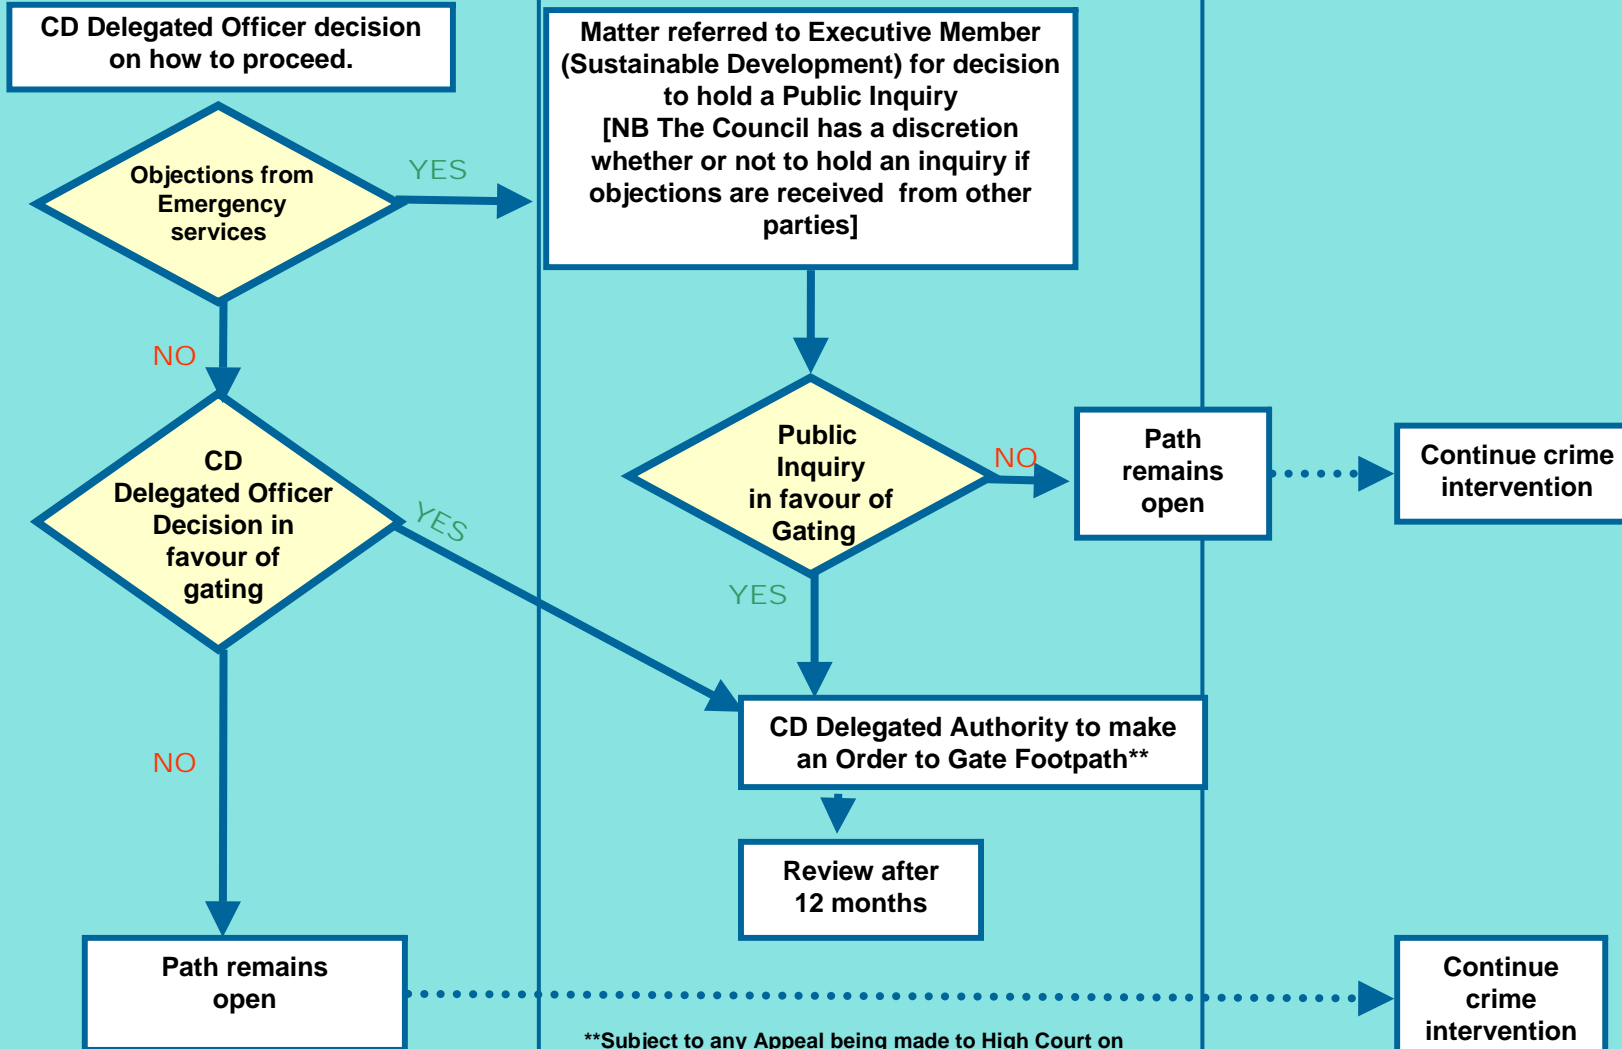 CD Delegated Officer decision
on how to proceed.
Objections from
Emergency
services
YES
NO
CD
Delegated Officer
Decision in
favour of
gating
YES
NO
Path remains
open
Matter referred to Executive Member
(Sustainable Development) for decision
to hold a Public Inquiry
[NB The Council has a discretion
whether or not to hold an inquiry if
objections are received from other
parties]
Public
Inquiry
in favour of
Gating
NO
YES
Path
remains
open
Continue crime
intervention
CD Delegated Authority to make
an Order to Gate Footpath**
Review after
12 months
Continue
crime
intervention
**Subject to any Appeal being made to High Court on